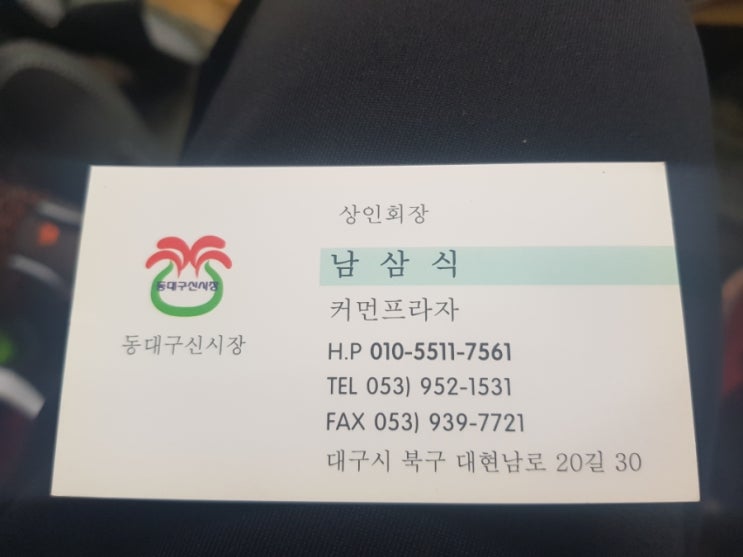 동대구신시장
동대구신시장
상인회장
남 삼 식
커먼프라자
H.P 010-5511-7561
TEL 053) 952-1531
FAX 053) 939-7721
대구시 북구 대현남로 20길 30